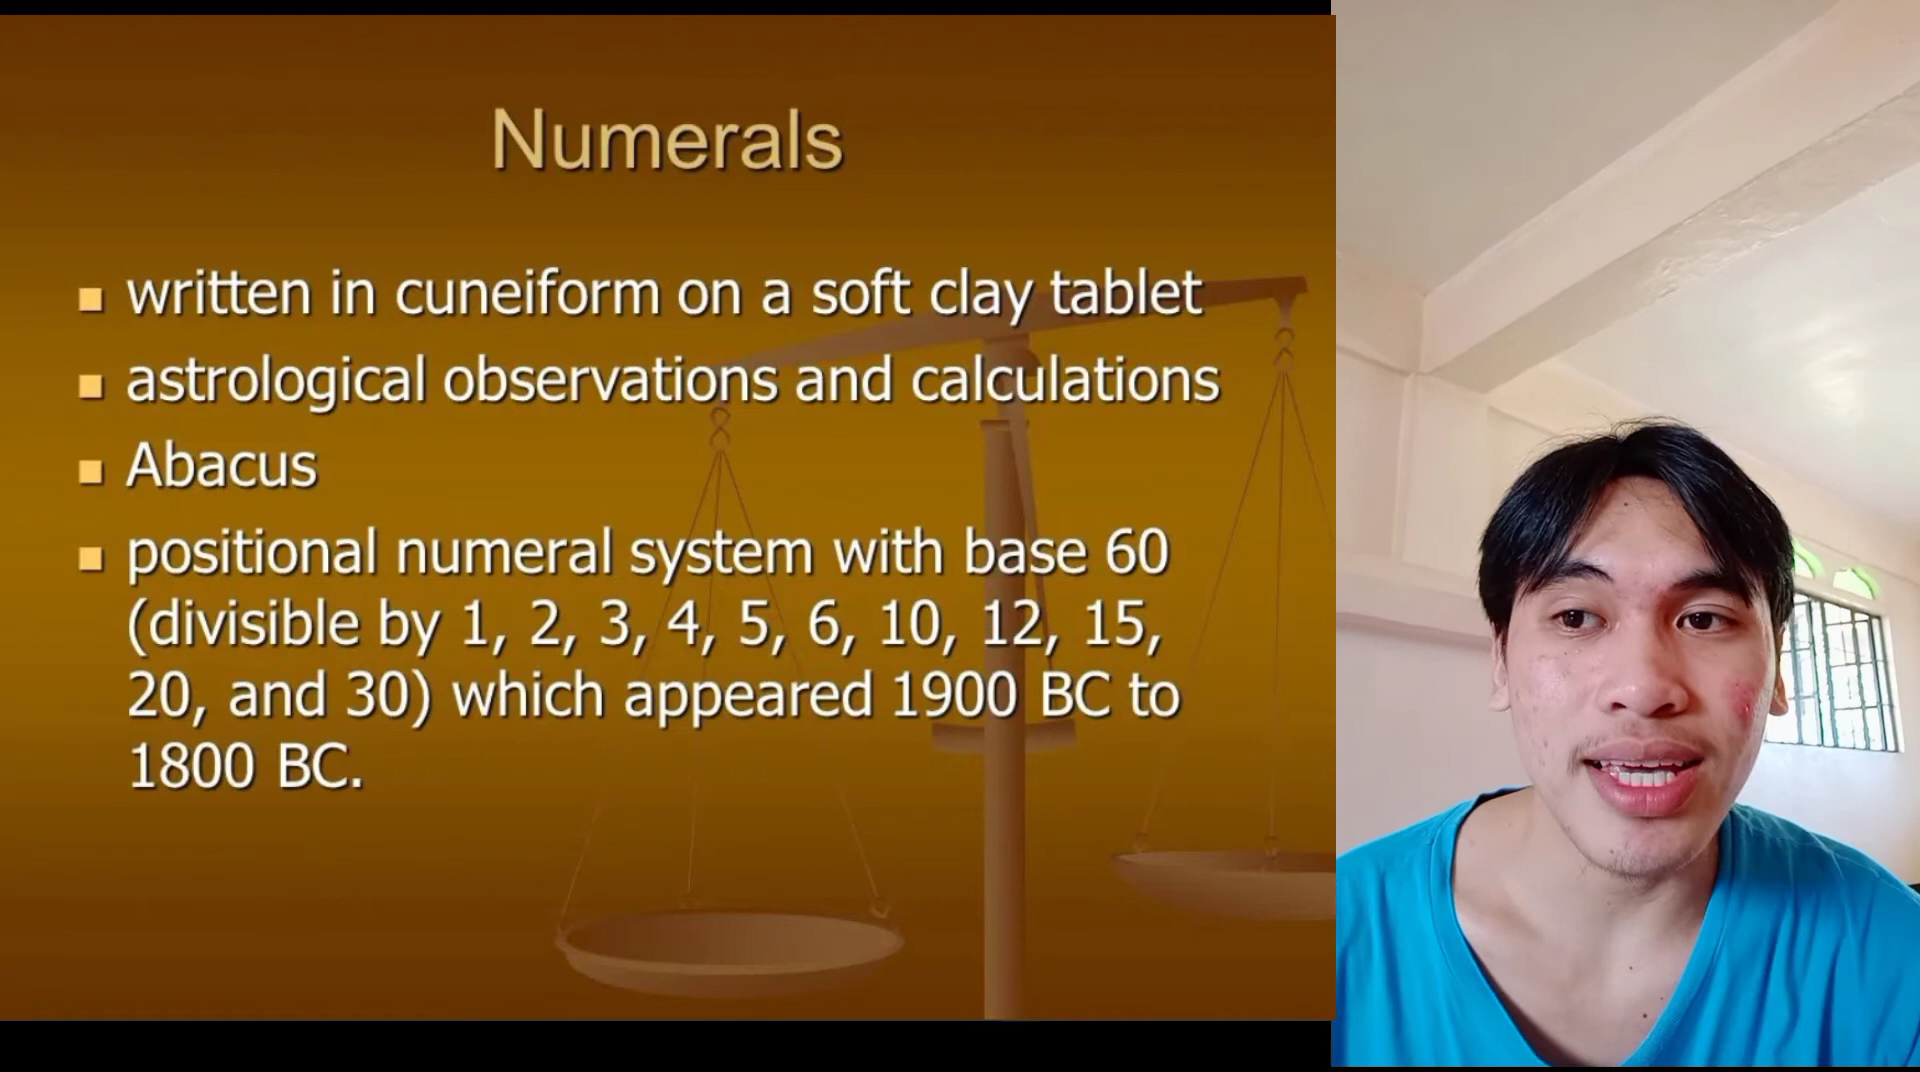 Numerals
written in cuneiform on a soft clay tablet
astrological observations and calculations
Abacus
positional numeral system with base 60
(divisible by 1, 2, 3, 4, 5, 6, 10, 12, 15,
20, and 30) which appeared 1900 BC to
1800 BC.